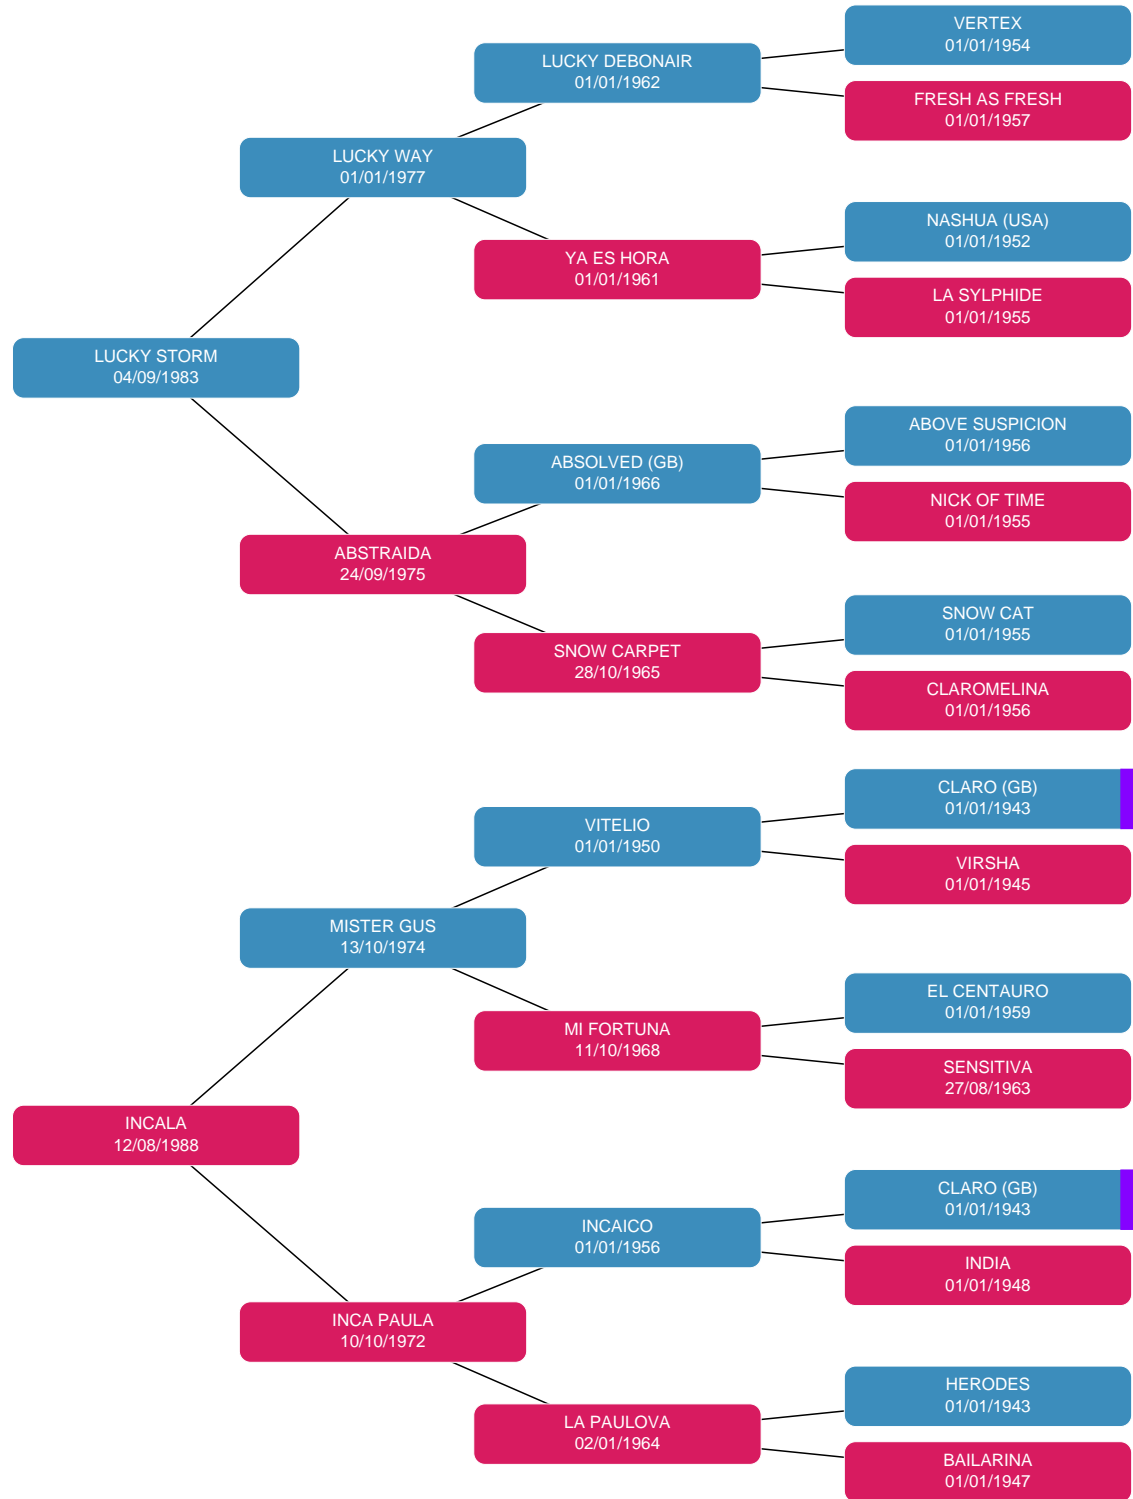 VERTEX
01/01/1954
LUCKY DEBONAIR
01/01/1962
FRESH AS FRESH
01/01/1957
LUCKY WAY
01/01/1977
NASHUA (USA)
01/01/1952
YA ES HORA
01/01/1961
LA SYLPHIDE
01/01/1955
LUCKY STORM
04/09/1983
ABOVE SUSPICION
01/01/1956
ABSOLVED (GB)
01/01/1966
NICK OF TIME
01/01/1955
ABSTRAIDA
24/09/1975
SNOW CAT
01/01/1955
SNOW CARPET
28/10/1965
CLAROMELINA
01/01/1956
CLARO (GB)
01/01/1943
VITELIO
01/01/1950
VIRSHA
01/01/1945
MISTER GUS
13/10/1974
EL CENTAURO
01/01/1959
MI FORTUNA
11/10/1968
SENSITIVA
27/08/1963
INCALA
12/08/1988
CLARO (GB)
01/01/1943
INCAICO
01/01/1956
INDIA
01/01/1948
INCA PAULA
10/10/1972
HERODES
01/01/1943
LA PAULOVA
02/01/1964
BAILARINA
01/01/1947